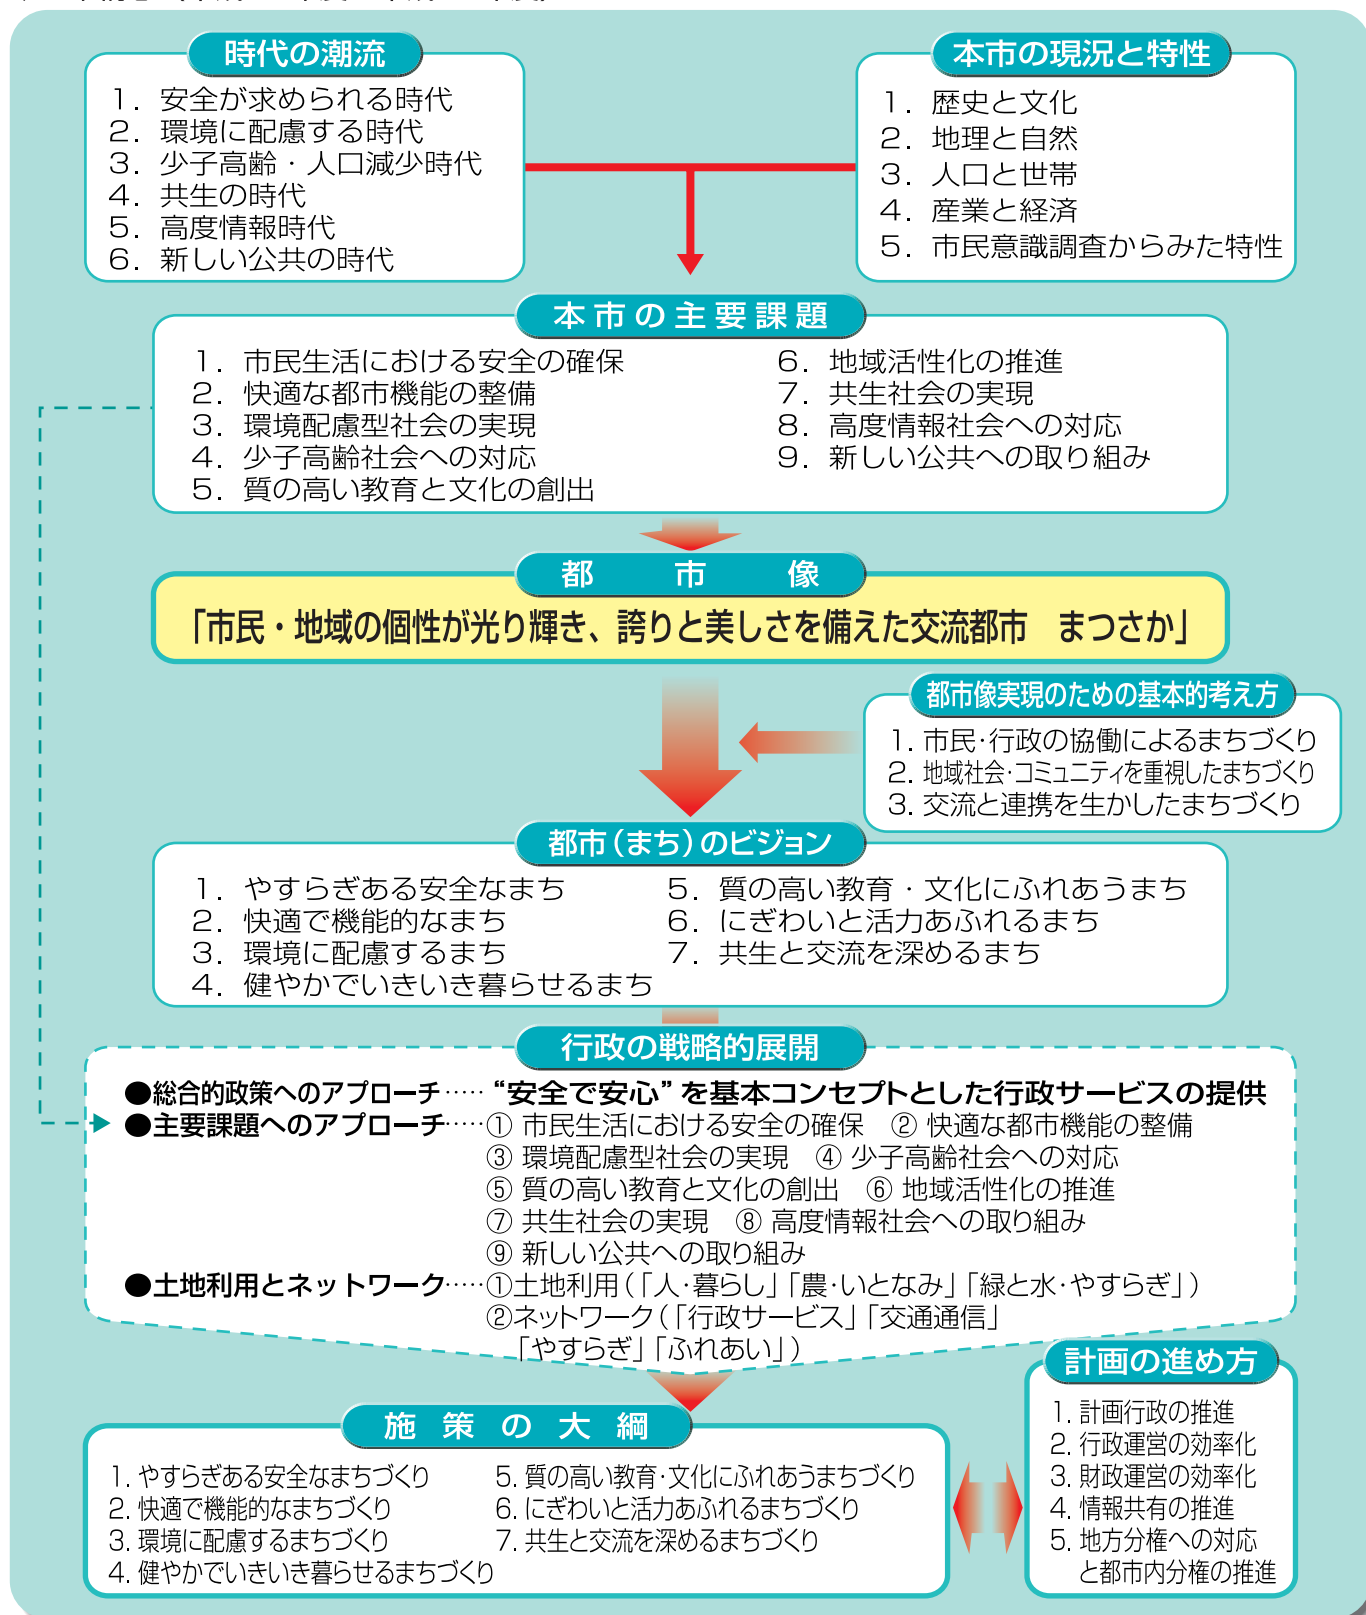 時代の潮流
1. 安全が求められる時代
2. 環境に配慮する時代
3. 少子高齢・人口減少時代
4. 共生の時代
5. 高度情報時代
6. 新しい公共の時代
本市の現況と特性
1. 歴史と文化
2. 地理と自然
3. 人口と世帯
4. 産業と経済
5. 市民意識調査からみた特性
本市の主要課題
1. 市民生活における安全の確保
2. 快適な都市機能の整備
3. 環境配慮型社会の実現
4. 少子高齢社会への対応
5. 質の高い教育と文化の創出
6. 地域活性化の推進
7. 共生社会の実現
8. 高度情報社会への対応
9. 新しい公共への取り組み
都市像
「市民・地域の個性が光り輝き、誇りと美しさを備えた交流都市　まつさか」
都市像実現のための基本的考え方
1. 市民・行政の協働によるまちづくり
2. 地域社会・コミュニティを重視したまちづくり
3. 交流と連携を生かしたまちづくり
都市（まち）のビジョン
1. やすらぎある安全なまち
2. 快適で機能的なまち
3. 環境に配慮するまち
4. 健やかでいきいき暮らせるまち
5. 質の高い教育・文化にふれあうまち
6. にぎわいと活力あふれるまち
7. 共生と交流を深めるまち
行政の戦略的展開
●総合的政策へのアプローチ…… “安全で安心”を基本コンセプトとした行政サービスの提供
●主要課題へのアプローチ……① 市民生活における安全の確保　② 快適な都市機能の整備
③ 環境配慮型社会の実現　④ 少子高齢社会への対応
⑤ 質の高い教育と文化の創出　⑥ 地域活性化の推進
⑦ 共生社会の実現　⑧ 高度情報社会への取り組み
⑨ 新しい公共への取り組み
●土地利用とネットワーク……①土地利用（「人・暮らし」「農・いとなみ」「緑と水・やすらぎ」）
②ネットワーク（「行政サービス」「交通通信」
「やすらぎ」「ふれあい」）
施策の大綱
1. やすらぎある安全なまちづくり
2. 快適で機能的なまちづくり
3. 環境に配慮するまちづくり
4. 健やかでいきいき暮らせるまちづくり
5. 質の高い教育・文化にふれあうまちづくり
6. にぎわいと活力あふれるまちづくり
7. 共生と交流を深めるまちづくり
計画の進め方
1. 計画行政の推進
2. 行政運営の効率化
3. 財政運営の効率化
4. 情報共有の推進
5. 地方分権への対応
と都市内分権の推進